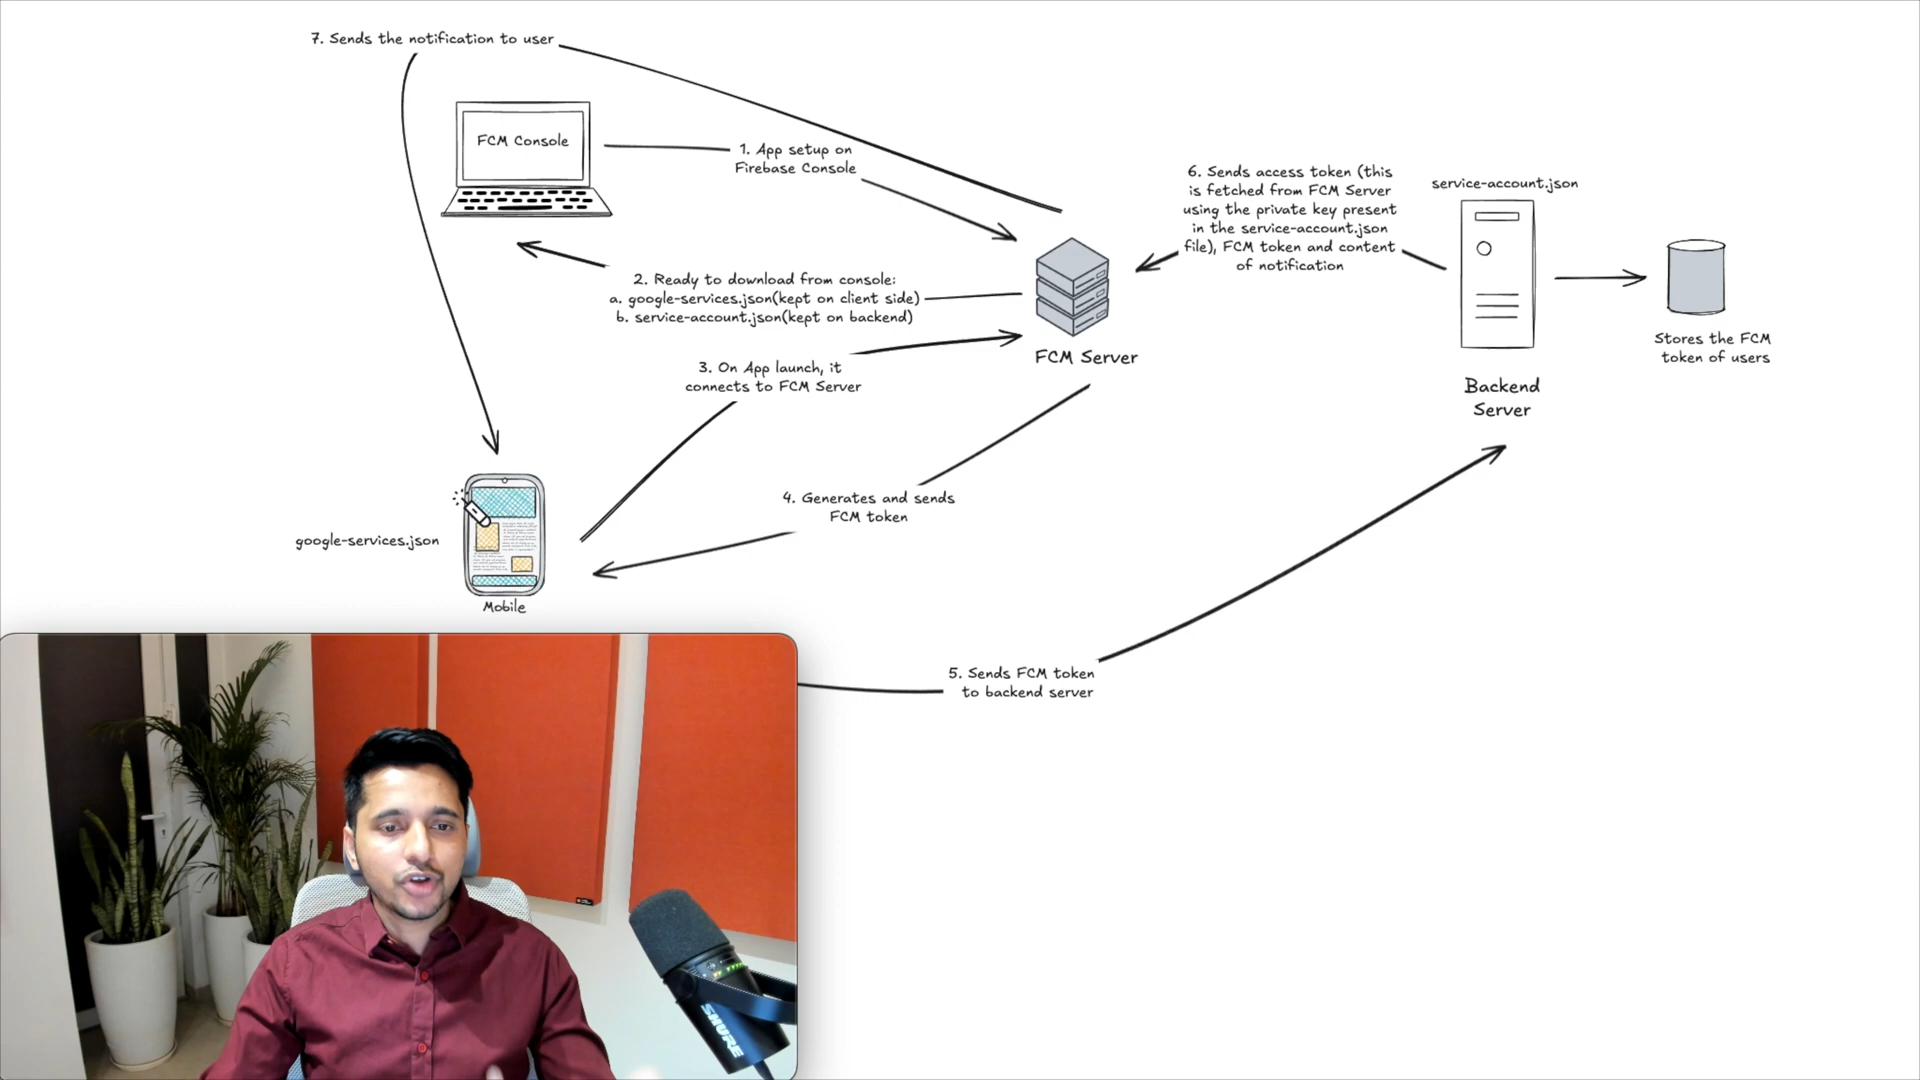 7. Sends the notification to user
FCM Console
1. App setup on
Firebase Console
6. Sends access token (this
is fetched from FCM Server
using the private key present
in the service-account.json
file), FCM token and content
of notification
service-account.json
2. Ready to download from console:
a. google-services.json(kept on client side)
b. service-account.json(kept on backend)
Stores the FCM
token of users
FCM Server
3. On App launch, it
connects to FCM Server
Backend
Server
4. Generates and sends
FCM token
google-services.json
Mobile
5. Sends FCM token
to backend server
SHURE